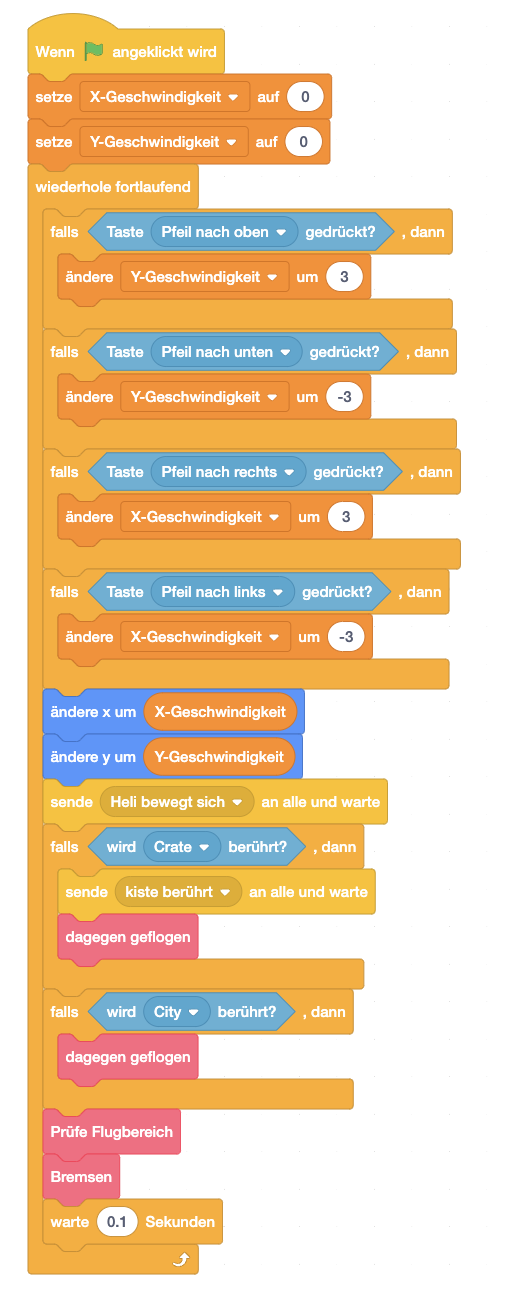 Wenn angeklickt wird
setze X-Geschwindigkeit auf 0
setze Y-Geschwindigkeit auf 0
wiederhole fortlaufend
falls Taste Pfeil nach oben gedrückt? , dann
ändere Y-Geschwindigkeit um 3
falls Taste Pfeil nach unten gedrückt? , dann
ändere Y-Geschwindigkeit um -3
falls Taste Pfeil nach rechts gedrückt? , dann
ändere X-Geschwindigkeit um 3
falls Taste Pfeil nach links gedrückt? , dann
ändere X-Geschwindigkeit um -3
ändere x um X-Geschwindigkeit
ändere y um Y-Geschwindigkeit
sende Heli bewegt sich an alle und warte
falls wird Crate berührt? , dann
sende kiste berührt an alle und warte
dagegen geflogen
falls wird City berührt? , dann
dagegen geflogen
Prüfe Flugbereich
Bremsen
warte 0.1 Sekunden